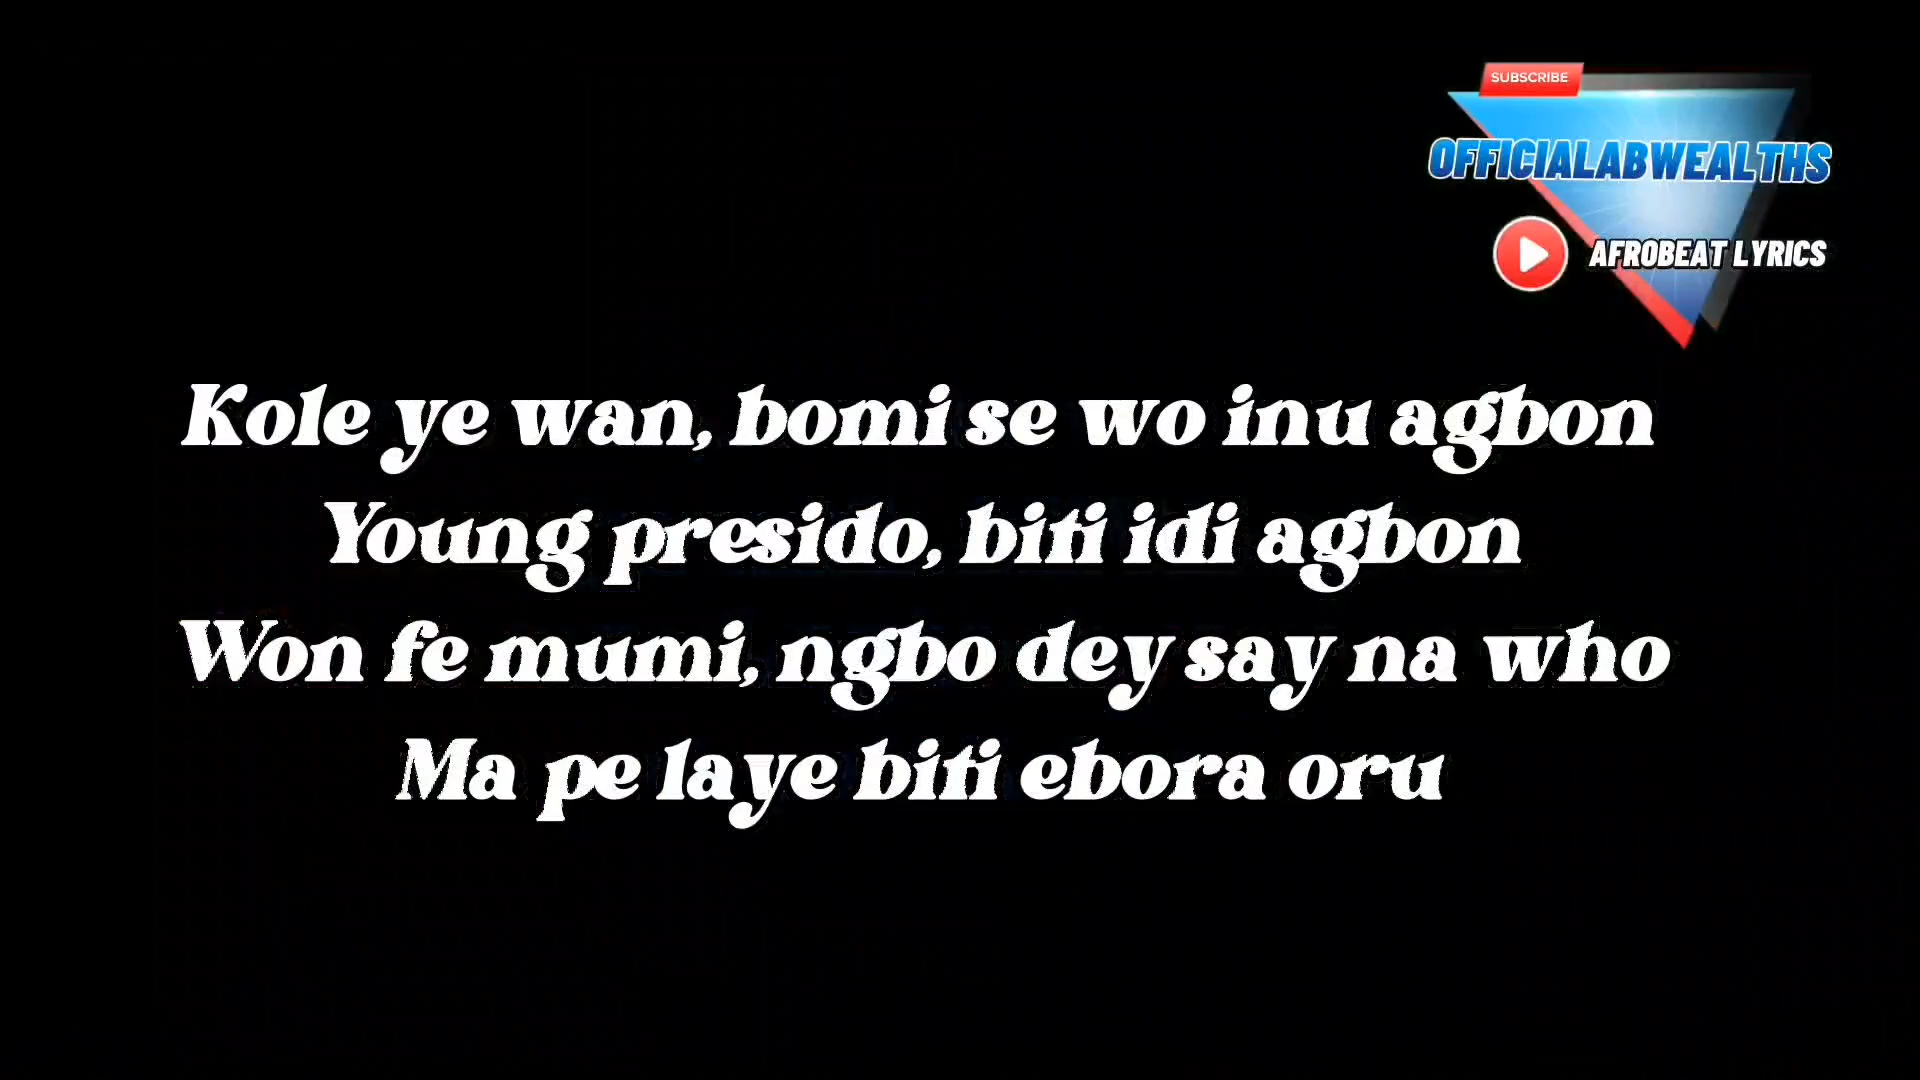 SUBSCRIBE
OFFICIALABWEALTHS
AFROBEAT LYRICS
Kole ye wan, bomi se wo inu agbon
Young presido, biti idi agbon
Won fe mumi, ngbo dey say na who
Ma pe laye biti ebora oru